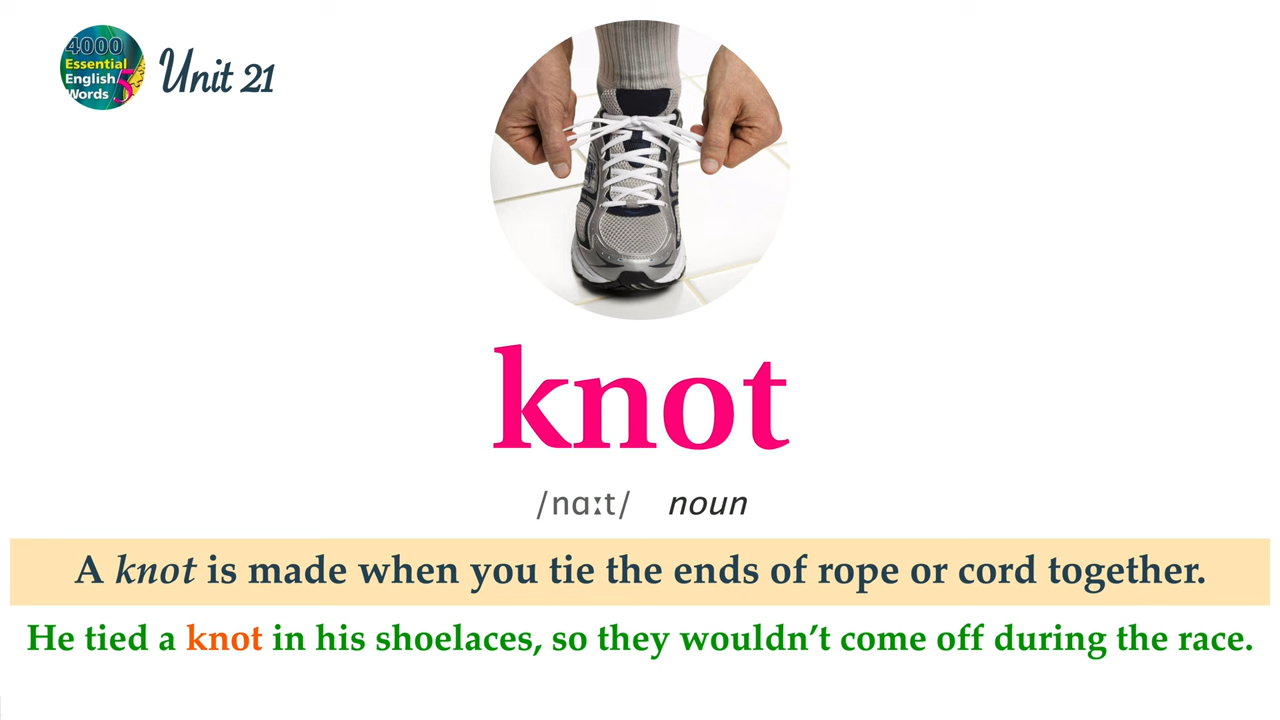 4000
Essential
English
Words 5
Unit 21
knot
/nɑːt/ noun
A knot is made when you tie the ends of rope or cord together.
He tied a knot in his shoelaces, so they wouldn’t come off during the race.